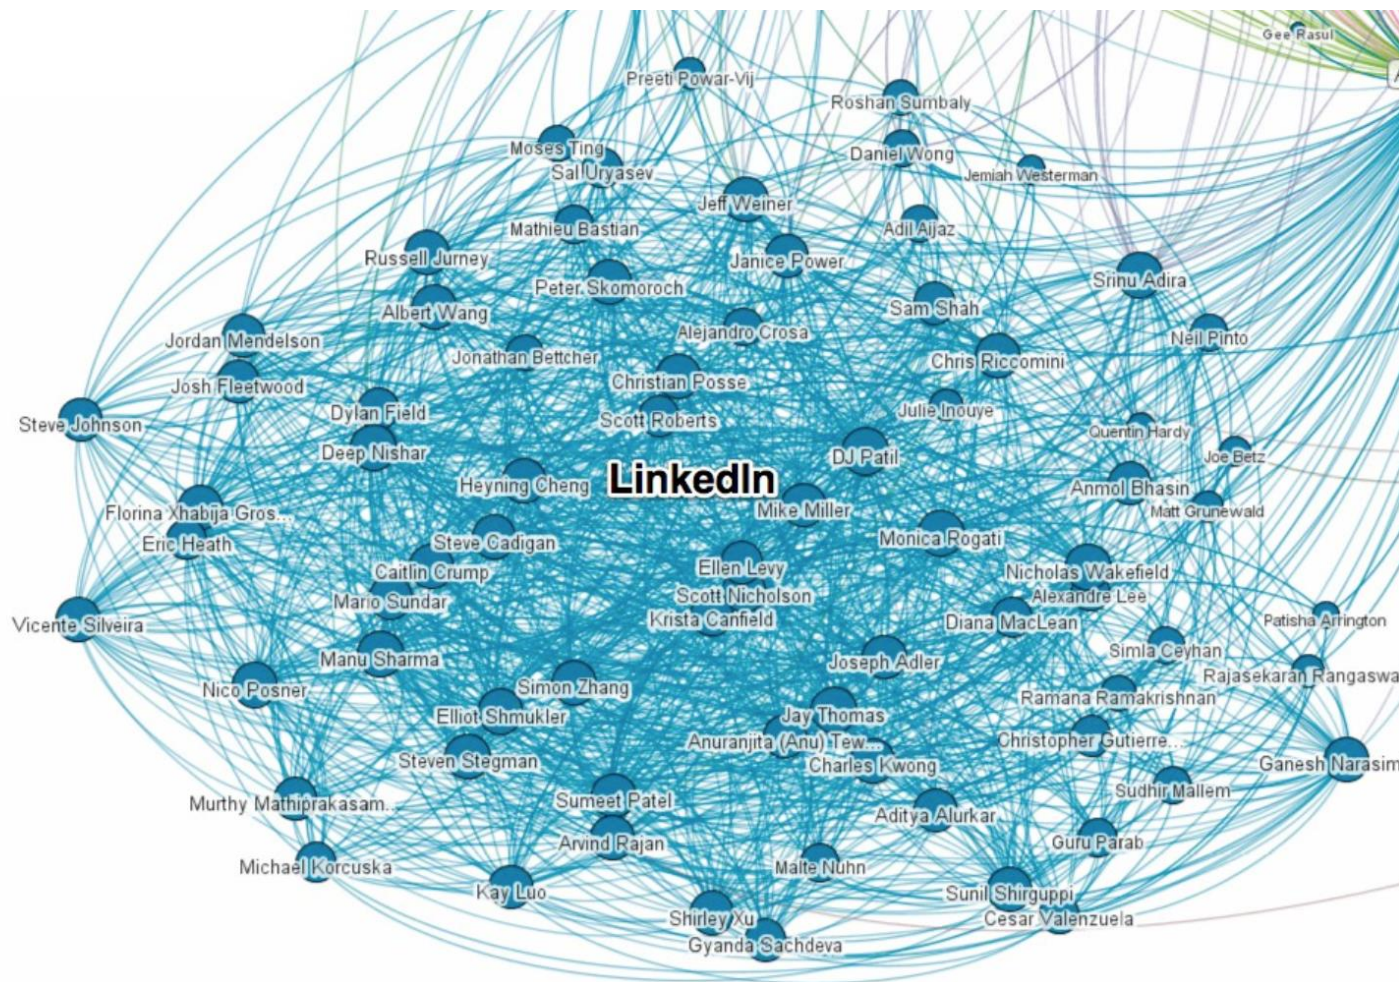 Gee Rasul
Preeti Powar-Vij
Roshan Sumbaly
Moses Ting
Daniel Wong
Sal Uryasev
Jemiah Westerman
Jeff Weiner
Mathieu Bastian
Adil Aijaz
Russell Jurney
Janice Power
Srinu Adira
Peter Skomoroch
Sam Shah
Albert Wang
Alejandro Crosa
Jordan Mendelson
Neil Pinto
Jonathan Bettcher
Chris Riccomini
Josh Fleetwood
Christian Posse
Dylan Field
Julie Inouye
Scott Roberts
Steve Johnson
Quentin Hardy
Deep Nishar
DJ Patil
Joe Betz
LinkedIn
Heyning Cheng
Anmol Bhasin
Mike Miller
Matt Grunewald
Florina Xhabija Gros...
Monica Rogati
Eric Heath
Steve Cadigan
Ellen Levy
Caitlin Crump
Nicholas Wakefield
Scott Nicholson
Alexandre Lee
Mario Sundar
Krista Canfield
Patisha Arrington
Diana MacLean
Vicente Silveira
Simla Ceyhan
Manu Sharma
Joseph Adler
Rajasekaran Rangaswa
Nico Posner
Simon Zhang
Ramana Ramakrishnan
Elliot Shmukler
Jay Thomas
Anuranjita (Anu) Tew...
Christopher Gutierre...
Steven Stegman
Charles Kwong
Ganesh Narasim
Sudhir Mallem
Murthy Mathiprakasam...
Sumeet Patel
Aditya Alurkar
Arvind Rajan
Guru Parab
Michael Korcuska
Malte Nuhn
Kay Luo
Sunil Shirguppi
Shirley Xu
Cesar Valenzuela
Gyanda Sachdeva